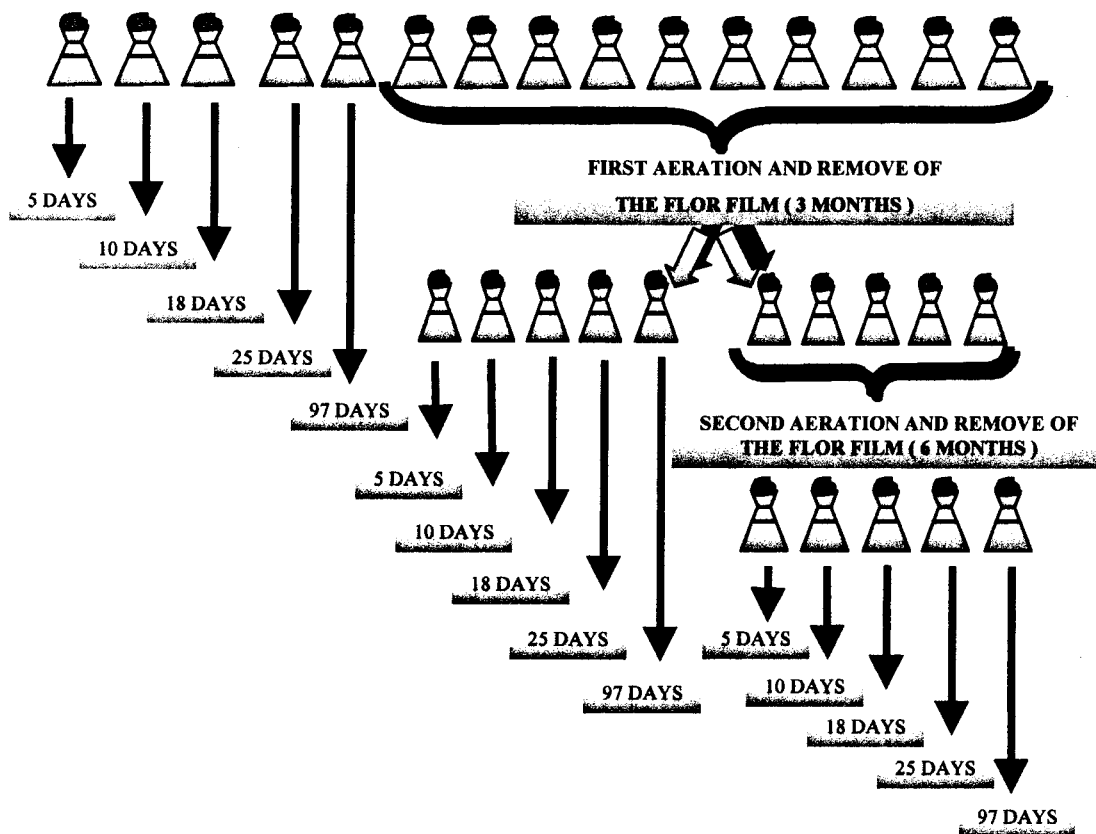 5 DAYS
10 DAYS
18 DAYS
25 DAYS
97 DAYS
FIRST AERATION AND REMOVE OF
THE FLOR FILM ( 3 MONTHS )
5 DAYS
10 DAYS
18 DAYS
25 DAYS
97 DAYS
SECOND AERATION AND REMOVE OF
THE FLOR FILM ( 6 MONTHS )
5 DAYS
10 DAYS
18 DAYS
25 DAYS
97 DAYS